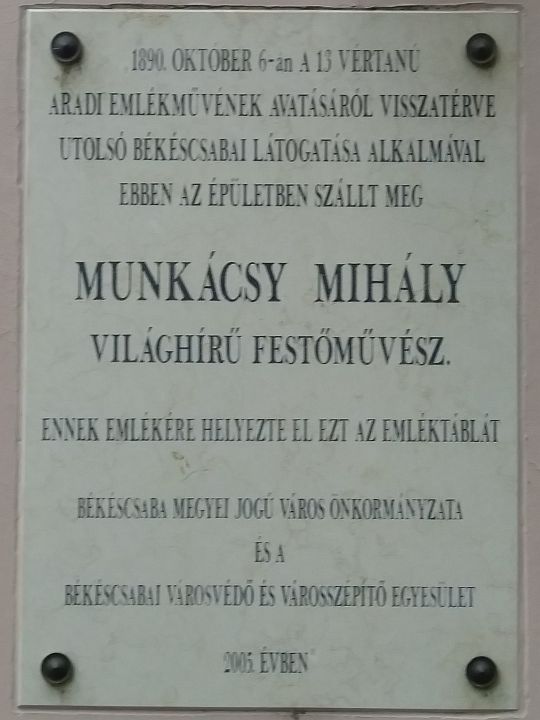 1890. OKTÓBER 6-án A 13 VÉRTANÚ
ARADI EMLÉKMŰVÉNEK AVATÁSÁRÓL VISSZATÉRVE
UTOLSÓ BÉKÉSCSABAI LÁTOGATÁSA ALKALMÁVAL
EBBEN AZ ÉPÜLETBEN SZÁLLT MEG
MUNKÁCSY MIHÁLY
VILÁGHÍRŰ FESTŐMŰVÉSZ.
ENNEK EMLÉKÉRE HELYEZTE EL EZT AZ EMLÉKTÁBLÁT
BÉKÉSCSABA MEGYEI JOGÚ VÁROS ÖNKORMÁNYZATA
ÉS A
BÉKÉSCSABAI VÁROSVÉDŐ ÉS VÁROSSZÉPÍTŐ EGYESÜLET
2005. ÉVBEN